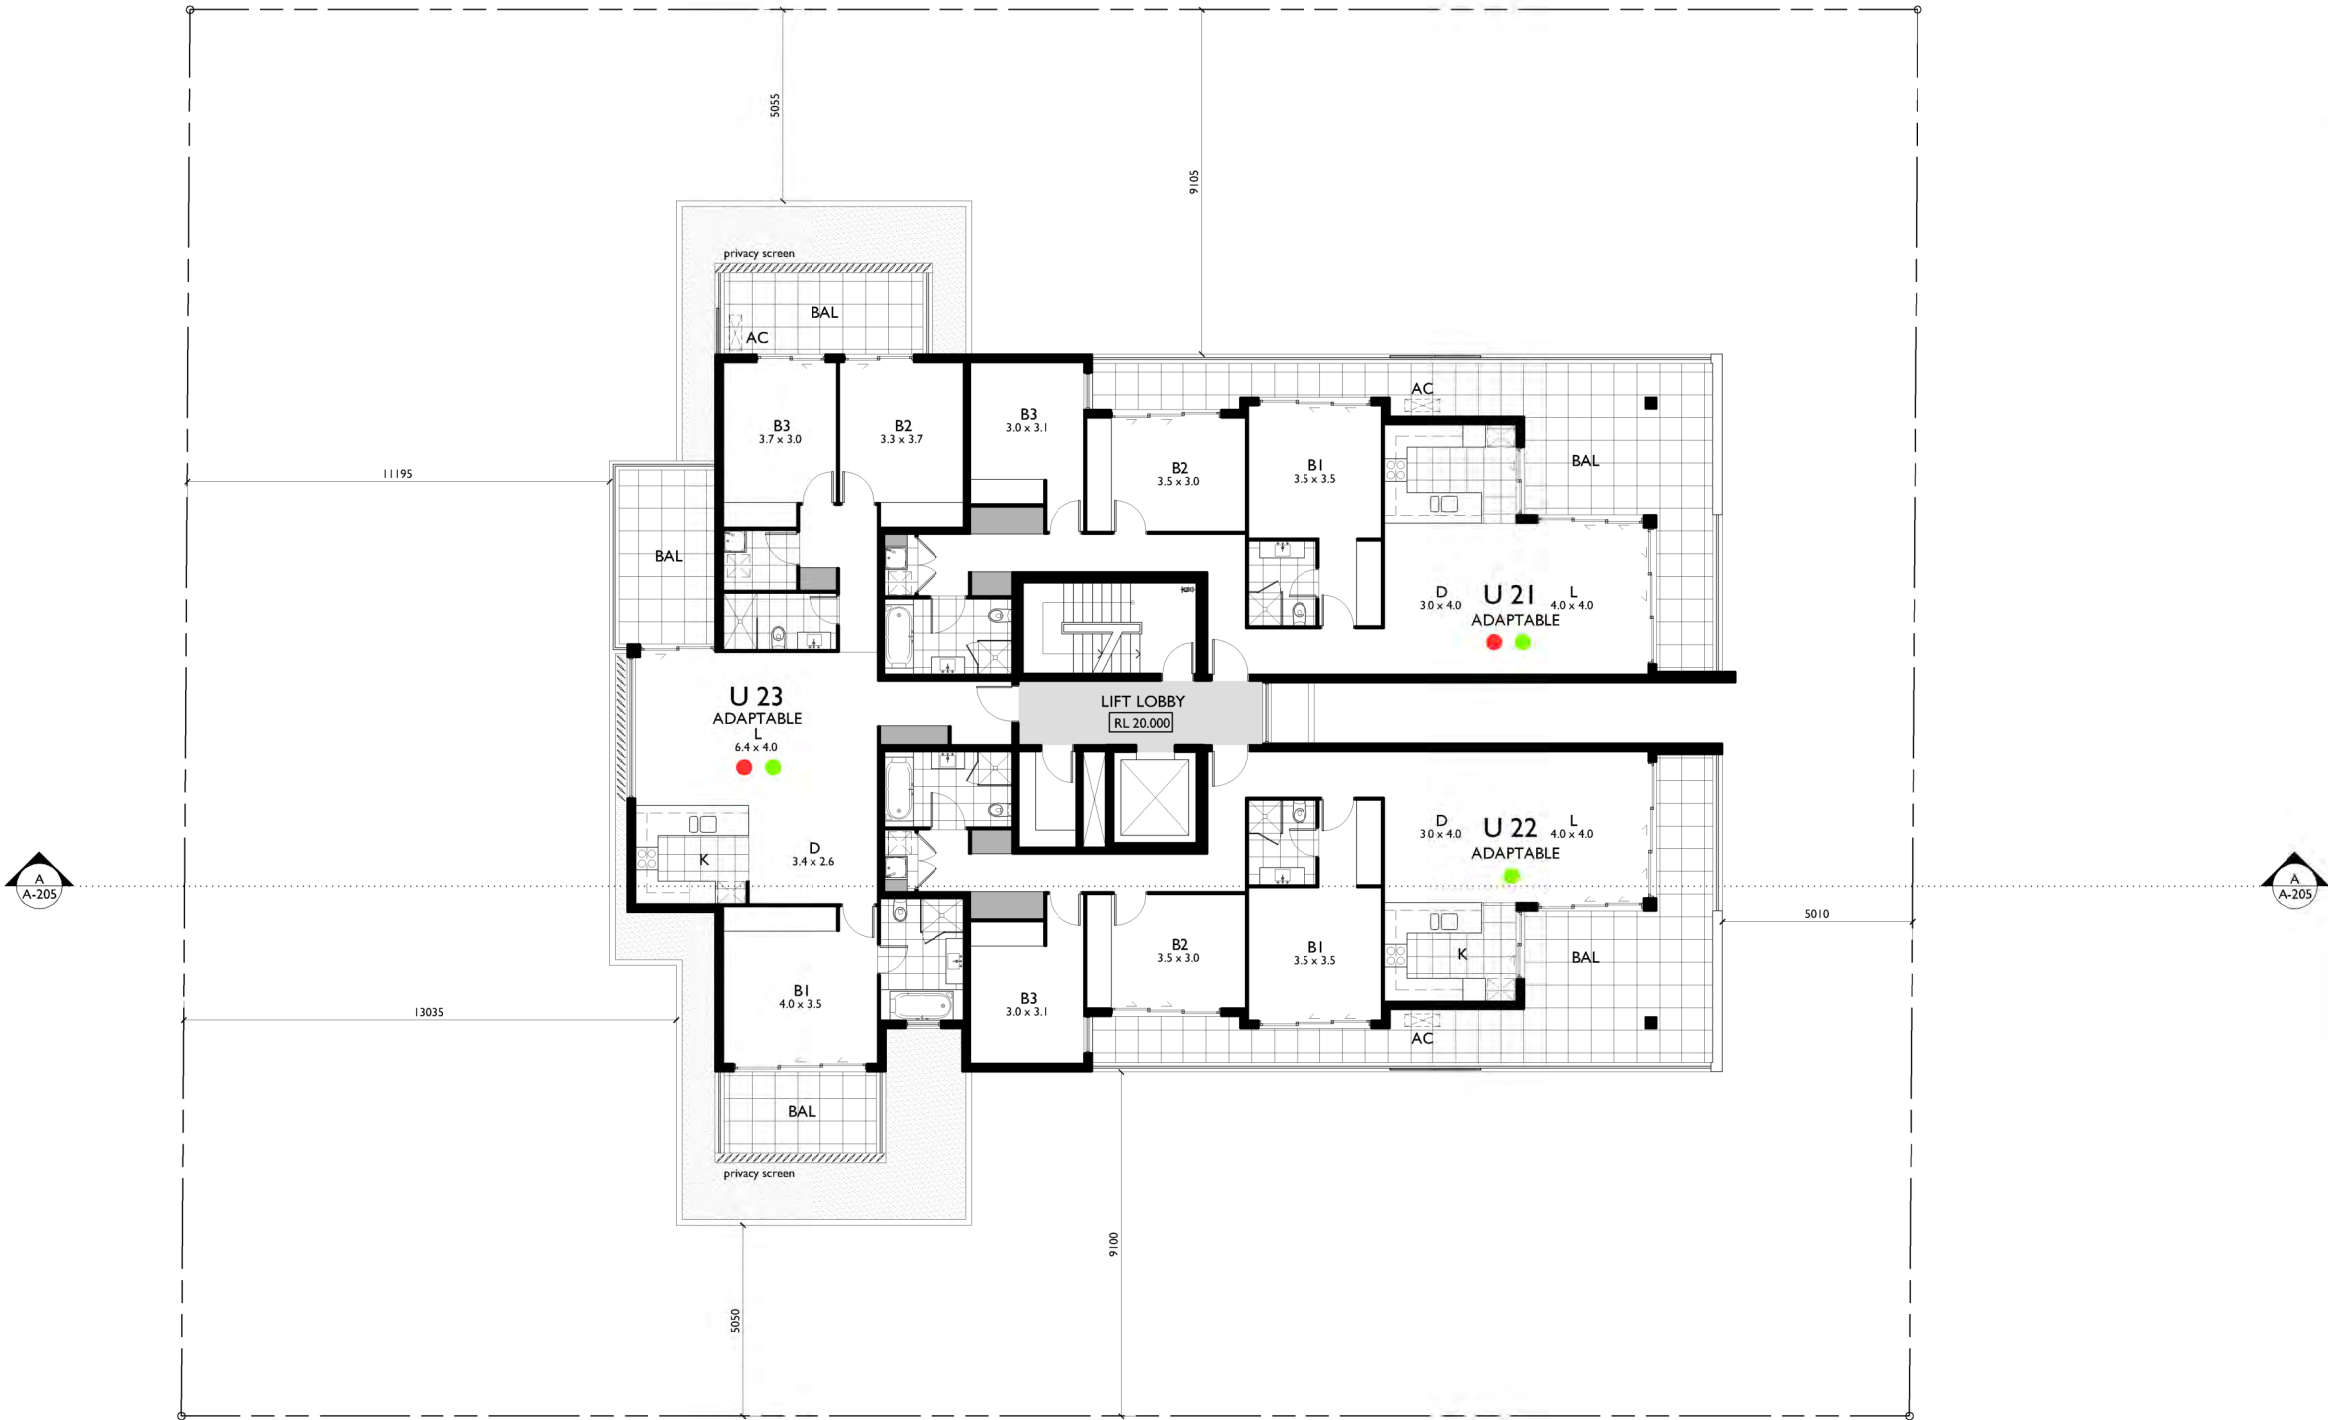 5055
9105
privacy screen
BAL
AC
B3
3.7 x 3.0
B2
3.3 x 3.7
B3
3.0 x 3.1
B2
3.5 x 3.0
B1
3.5 x 3.5
AC
BAL
11195
BAL
D
3.0 x 4.0
U 21
L
4.0 x 4.0
ADAPTABLE
U 23
ADAPTABLE
L
6.4 x 4.0
LIFT LOBBY
RL 20.000
K
D
3.4 x 2.6
D
3.0 x 4.0
U 22
L
4.0 x 4.0
ADAPTABLE
A
A-205
A
A-205
5010
B1
4.0 x 3.5
B3
3.0 x 3.1
B2
3.5 x 3.0
B1
3.5 x 3.5
K
BAL
AC
13035
BAL
privacy screen
5050
9100